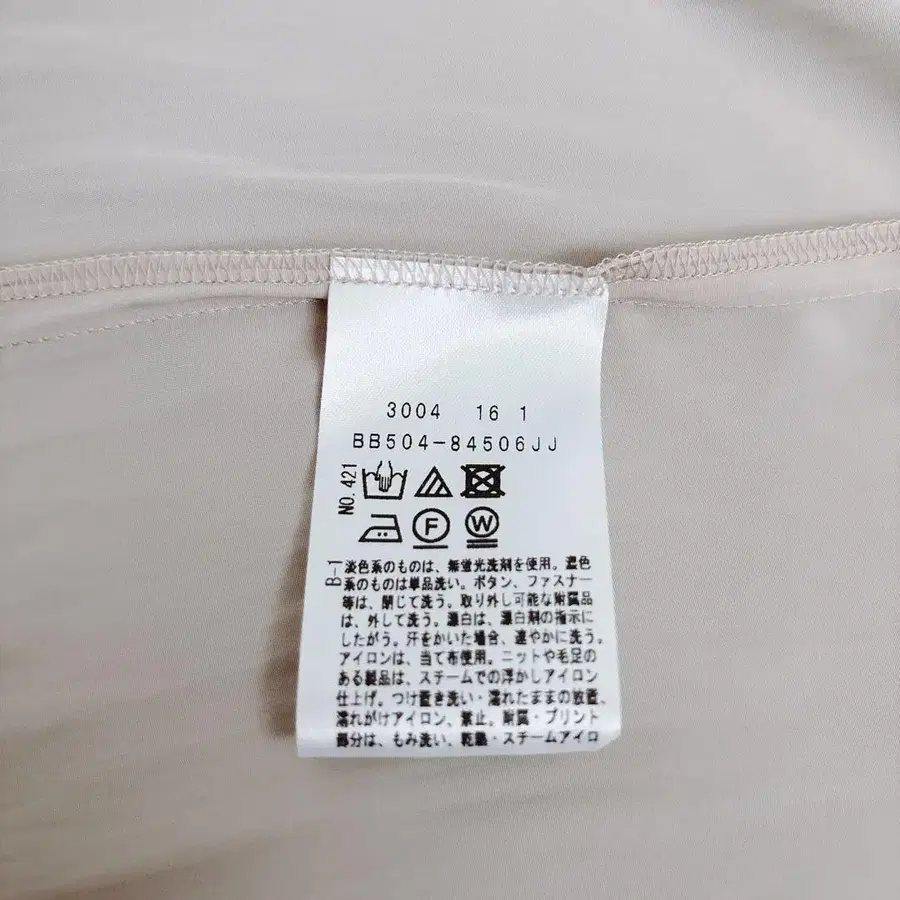 3004 16 1
BB504-84506JJ
NO.421
F
W
B-1
淡色系のものは、無蛍光洗剤を使用。濃色
系のものは単品洗い。ボタン、ファスナー
等は、閉じて洗う。取り外し可能な附属品
は、外して洗う。漂白は、漂白剤の指示に
したがう。汗をかいた場合、速やかに洗う。
アイロンは、当て布使用。ニットや毛足の
ある製品は、スチームでの浮かしアイロン
仕上げ。つけ置き洗い・濡れたままの放置、
濡れがけアイロン、禁止。附属・プリント
部分は、もみ洗い、乾熱・スチームアイロ